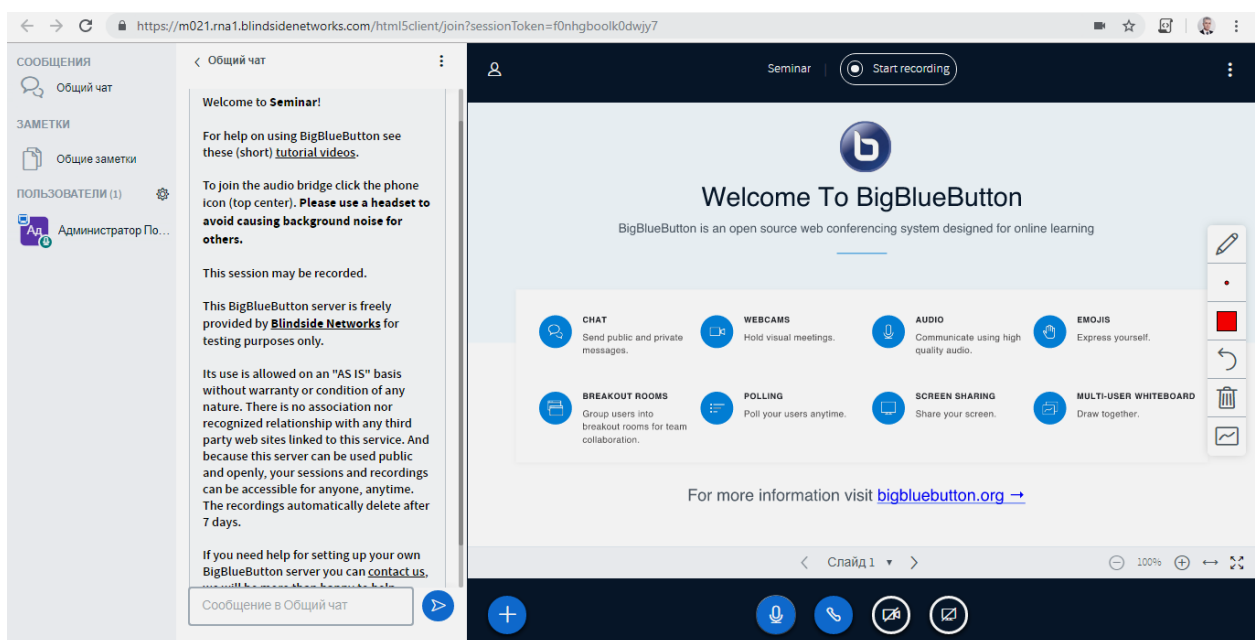 https://m021.rna1.blindsidenetworks.com/html5client/join?sessionToken=f0nhgboolk0dwjy7
СООБЩЕНИЯ
Общий чат
ЗАМЕТКИ
Общие заметки
ПОЛЬЗОВАТЕЛИ (1)
Ад
Администратор По...
Общий чат
Welcome to Seminar!
For help on using BigBlueButton see
these (short) tutorial videos.
To join the audio bridge click the phone
icon (top center). Please use a headset to
avoid causing background noise for
others.
This session may be recorded.
This BigBlueButton server is freely
provided by Blindside Networks for
testing purposes only.
Its use is allowed on an "AS IS" basis
without warranty or condition of any
nature. There is no association nor
recognized relationship with any third
party web sites linked to this service. And
because this server can be used public
and openly, your sessions and recordings
can be accessible for anyone, anytime.
The recordings automatically delete after
7 days.
If you need help for setting up your own
BigBlueButton server you can contact us,
we will be more than happy to help
Сообщение в Общий чат
Seminar
Start recording
b
Welcome To BigBlueButton
BigBlueButton is an open source web conferencing system designed for online learning
CHAT
Send public and private
messages.
WEBCAMS
Hold visual meetings.
AUDIO
Communicate using high
quality audio.
EMOJIS
Express yourself.
BREAKOUT ROOMS
Group users into
breakout rooms for team
collaboration.
POLLING
Poll your users anytime.
SCREEN SHARING
Share your screen.
MULTI-USER WHITEBOARD
Draw together.
For more information visit bigbluebutton.org →
Слайд 1
100%